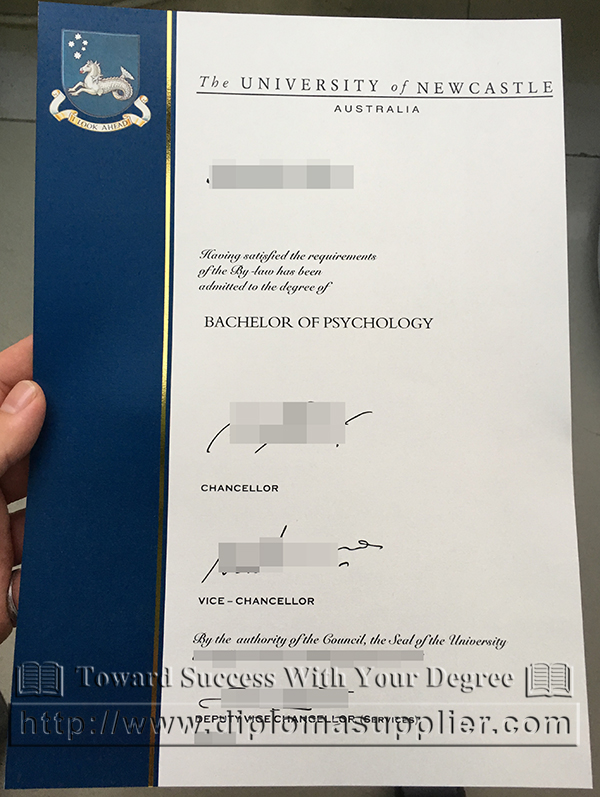 The UNIVERSITY of NEWCASTLE
AUSTRALIA
I LOOK AHEAD
Having satisfied the requirements
of the By-law has been
admitted to the degree of
BACHELOR OF PSYCHOLOGY
CHANCELLOR
VICE-CHANCELLOR
By the authority of the Council, the Seal of the University
Toward Success With Your Degree
DEPUTY VICE CHANCELLOR (SERVICES)
http://www.diplomasupplier.com